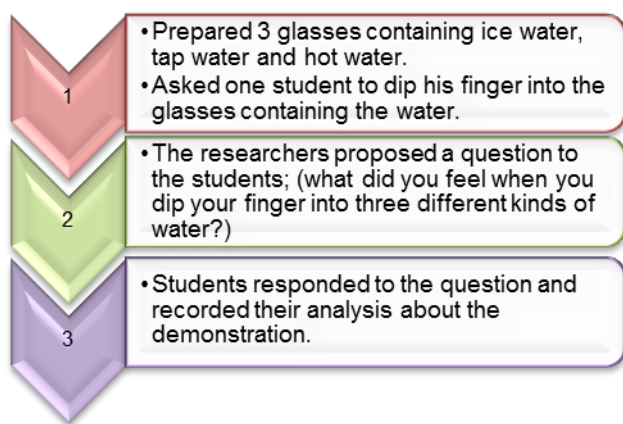 1
•Prepared 3 glasses containing ice water,
tap water and hot water.
•Asked one student to dip his finger into the
glasses containing the water.
2
•The researchers proposed a question to
the students; (what did you feel when you
dip your finger into three different kinds of
water?)
3
•Students responded to the question and
recorded their analysis about the
demonstration.